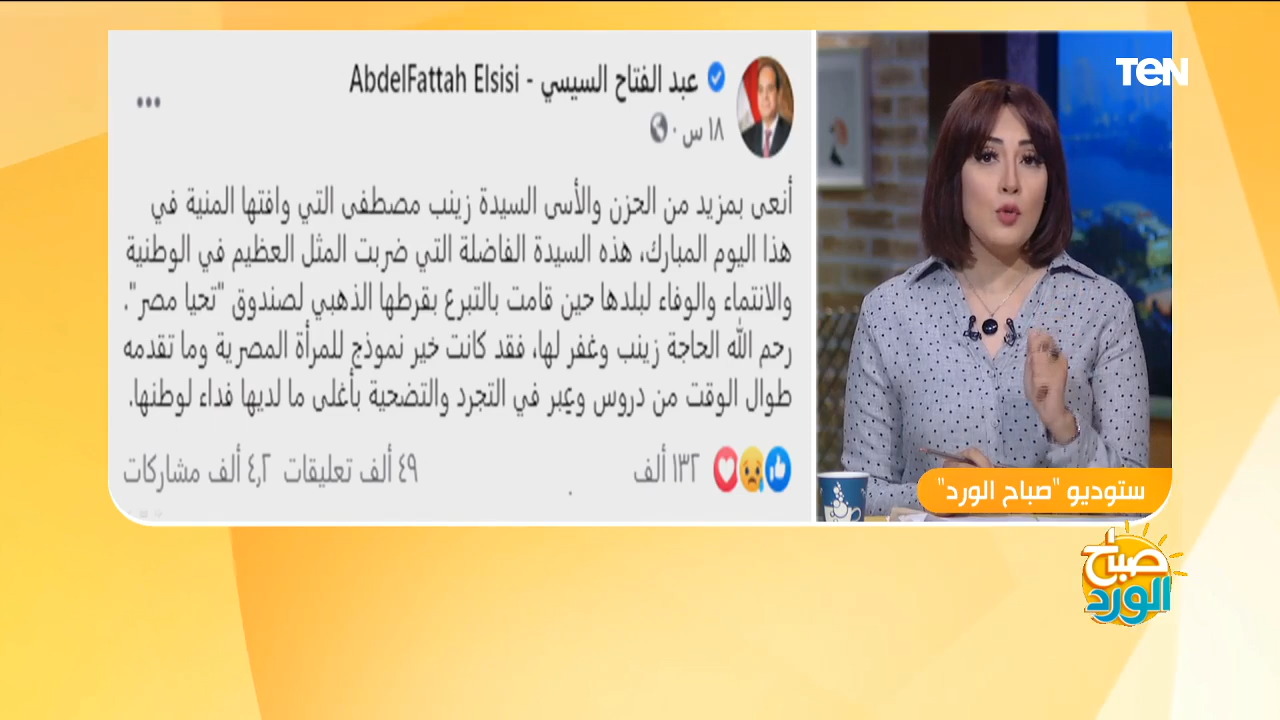 TEN
عبد الفتاح السيسي - AbdelFattah Elsisi
١٨ س ·
أنعى بمزيد من الحزن والأسى السيدة زينب مصطفى التي وافتها المنية في
هذا اليوم المبارك، هذه السيدة الفاضلة التي ضربت المثل العظيم في الوطنية
والانتماء والوفاء لبلدها حين قامت بالتبرع بقرطها الذهبي لصندوق "تحيا مصر".
رحم الله الحاجة زينب وغفر لها، فقد كانت خير نموذج للمرأة المصرية وما تقدمه
طوال الوقت من دروس وعِبر في التجرد والتضحية بأغلى ما لديها فداء لوطنها.
١٣٢ ألف ٤٩ ألف تعليقات ٤٫٢ ألف مشاركات
ستوديو "صباح الورد"
صباح
الورد